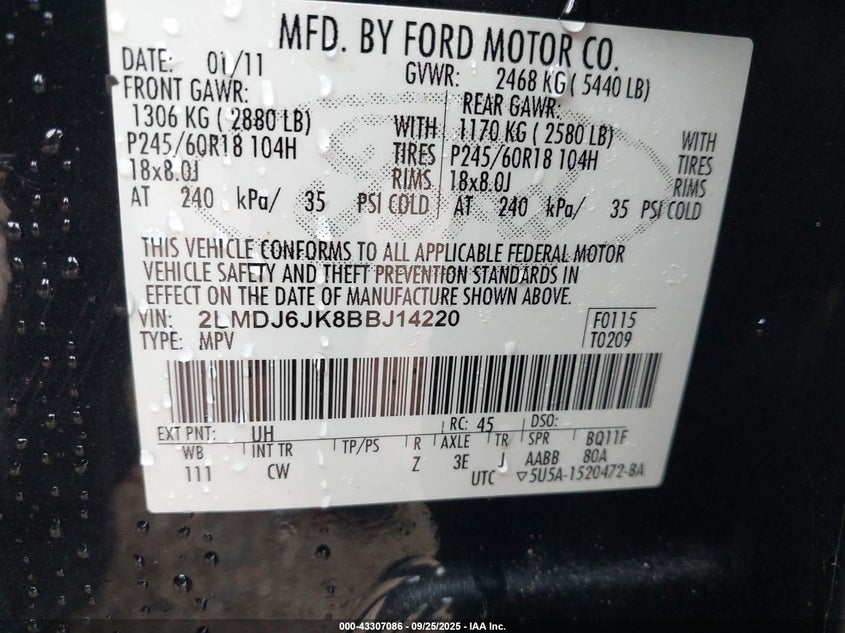 MFD. BY FORD MOTOR CO.
DATE: 01/11 GVWR: 2468 KG ( 5440 LB)
FRONT GAWR: REAR GAWR:
1306 KG ( 2880 LB) WITH 1170 KG ( 2580 LB) WITH
P245/60R18 104H TIRES P245/60R18 104H TIRES
18x8.0J RIMS 18x8.0J RIMS
AT 240 kPa/ 35 PSI COLD AT 240 kPa/ 35 PSI COLD
THIS VEHICLE CONFORMS TO ALL APPLICABLE FEDERAL MOTOR
VEHICLE SAFETY AND THEFT PREVENTION STANDARDS IN
EFFECT ON THE DATE OF MANUFACTURE SHOWN ABOVE.
VIN: 2LMDJ6JK8BBJ14220 F0115
TYPE: MPV T0209
EXT PNT: UH RC: 45 DSO:
WB INT TR TP/PS R AXLE TR SPR BQ11F
111 CW Z 3E J AABB 80A
UTC ▽5U5A-1520472-BA
000-43307086 - 09/25/2025 - IAA Inc.